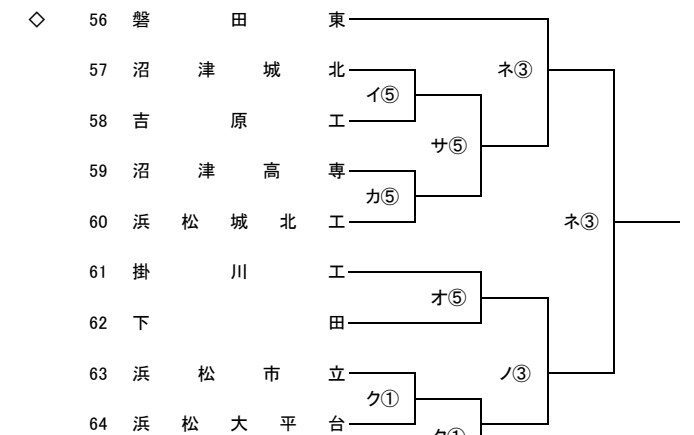 ◇ 56 磐田東
ネ③
57 沼津城北
イ⑤
58 吉原工
サ⑤
59 沼津高専
カ⑤
60 浜松城北工
ネ③
61 掛川工
オ⑤
62 下田
63 浜松市立
ノ③
ク①
64 浜松大平台